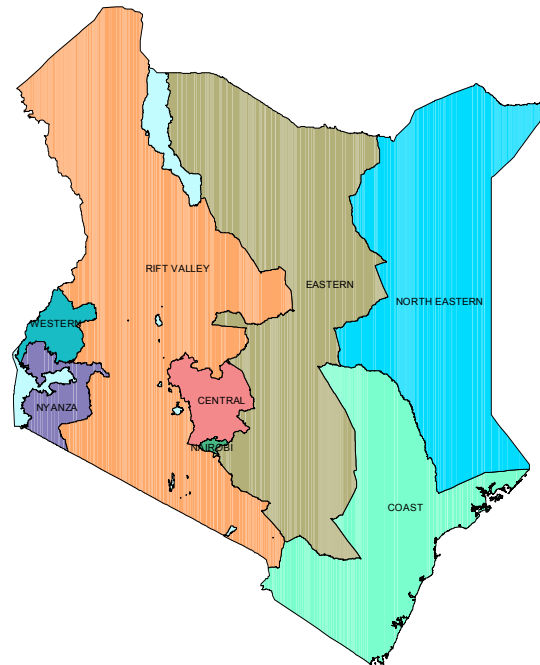 RIFT VALLEY
EASTERN
NORTH EASTERN
WESTERN
CENTRAL
NYANZA
NAIROBI
COAST